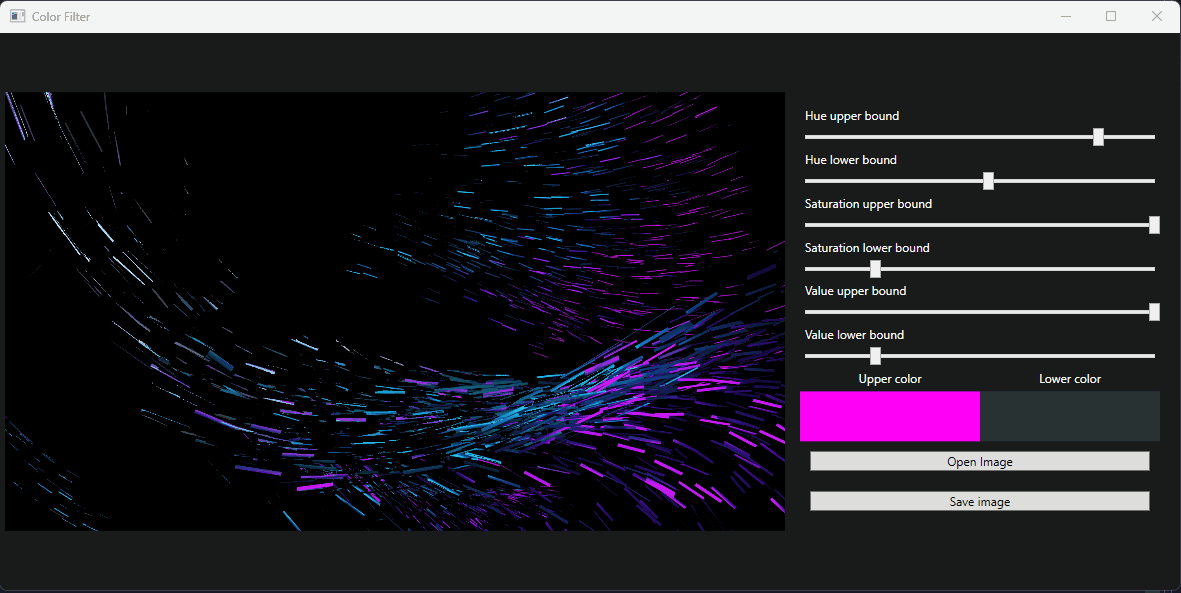 Color Filter
Hue upper bound
Hue lower bound
Saturation upper bound
Saturation lower bound
Value upper bound
Value lower bound
Upper color Lower color
Open Image
Save image